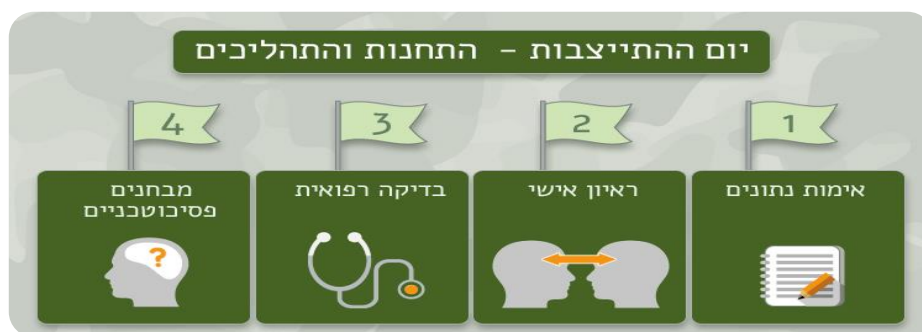 יום ההתייצבות – התחנות והתהליכים
1
אימות נתונים
2
ראיון אישי
3
בדיקה רפואית
4
מבחנים
פסיכוטכניים
?